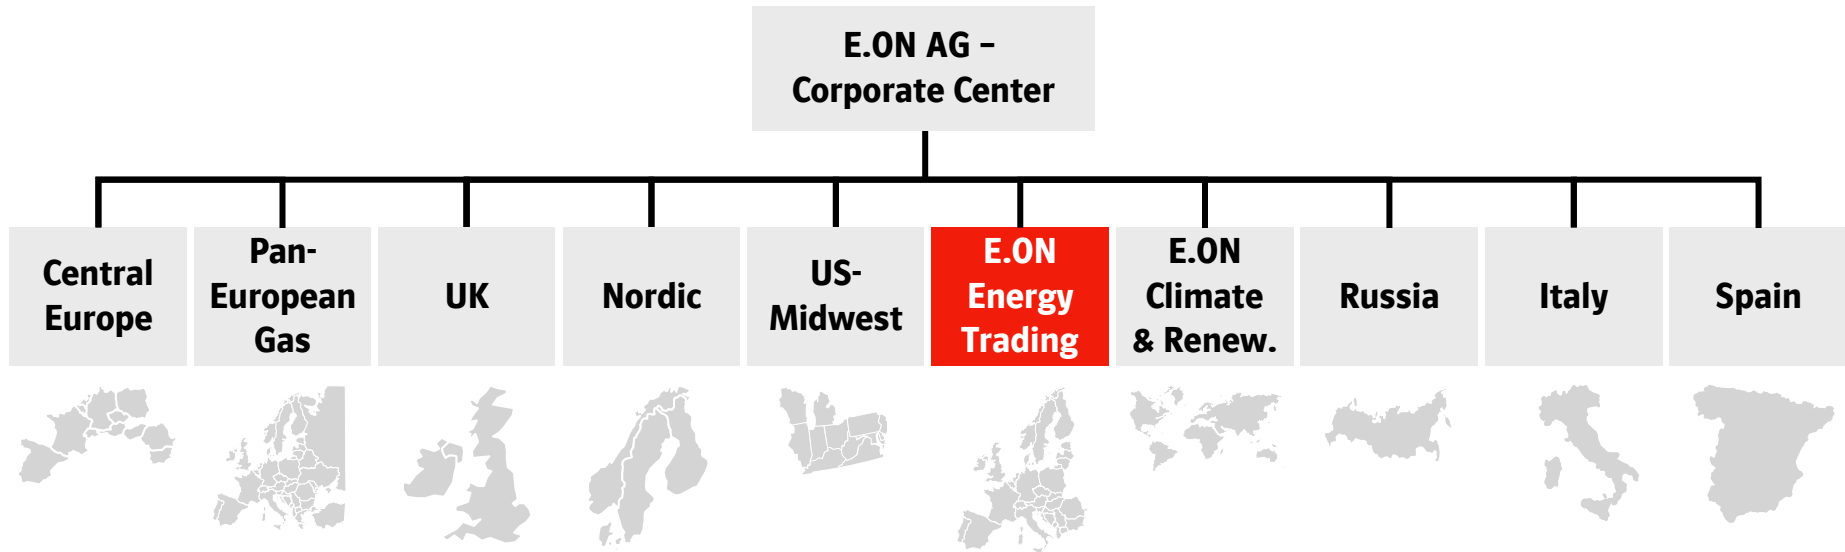 E.ON AG –
Corporate Center
Central
Europe
Pan-
European
Gas
UK
Nordic
US-
Midwest
E.ON
Energy
Trading
E.ON
Climate
& Renew.
Russia
Italy
Spain